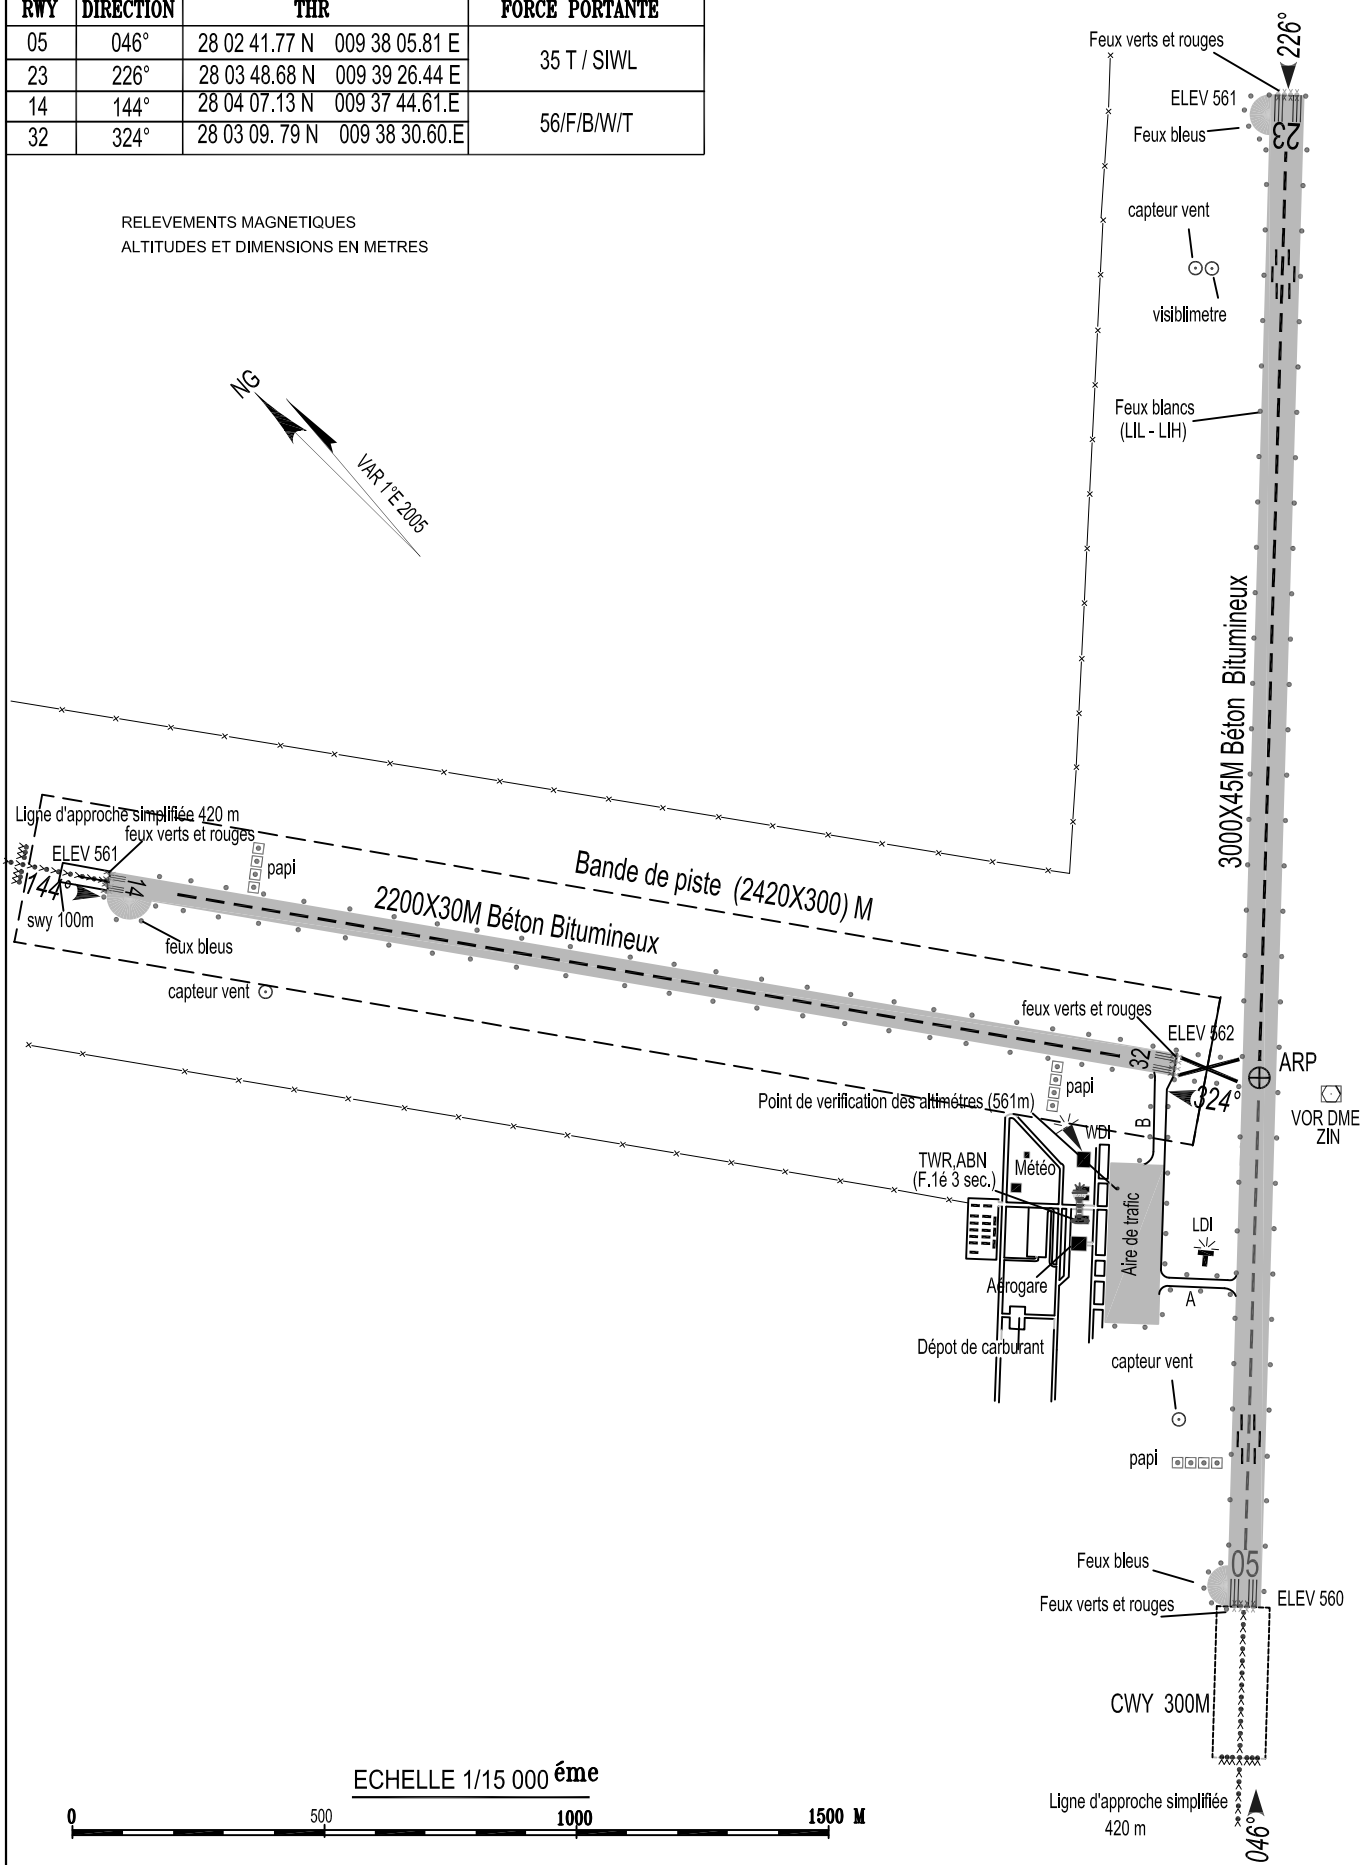 RWY DIRECTION THR FORCE PORTANTE
05 046° 28 02 41.77 N 009 38 05.81 E 35 T / SIWL
23 226° 28 03 48.68 N 009 39 26.44 E
14 144° 28 04 07.13 N 009 37 44.61.E 56/F/B/W/T
32 324° 28 03 09. 79 N 009 38 30.60.E
RELEVEMENTS MAGNETIQUES
ALTITUDES ET DIMENSIONS EN METRES
NG
VAR 1°E 2005
Feux verts et rouges
226°
ELEV 561
Feux bleus
23
capteur vent
visiblimetre
Feux blancs
(LIL - LIH)
3000X45M Béton Bitumineux
Ligne d'approche simplifiée 420 m
feux verts et rouges
ELEV 561
papi
144°
14
swy 100m
feux bleus
capteur vent
Bande de piste (2420X300) M
2200X30M Béton Bitumineux
feux verts et rouges
ELEV 562
32
ARP
papi
324°
VOR DME
ZIN
Point de verification des altimétres (561m)
B
WDI
TWR,ABN
(F.1é 3 sec.)
Météo
Aire de trafic
LDI
Aérogare
A
Dépot de carburant
capteur vent
papi
Feux bleus
05
Feux verts et rouges
ELEV 560
CWY 300M
Ligne d'approche simplifiée
420 m
046°
ECHELLE 1/15 000 éme
0 500 1000 1500 M